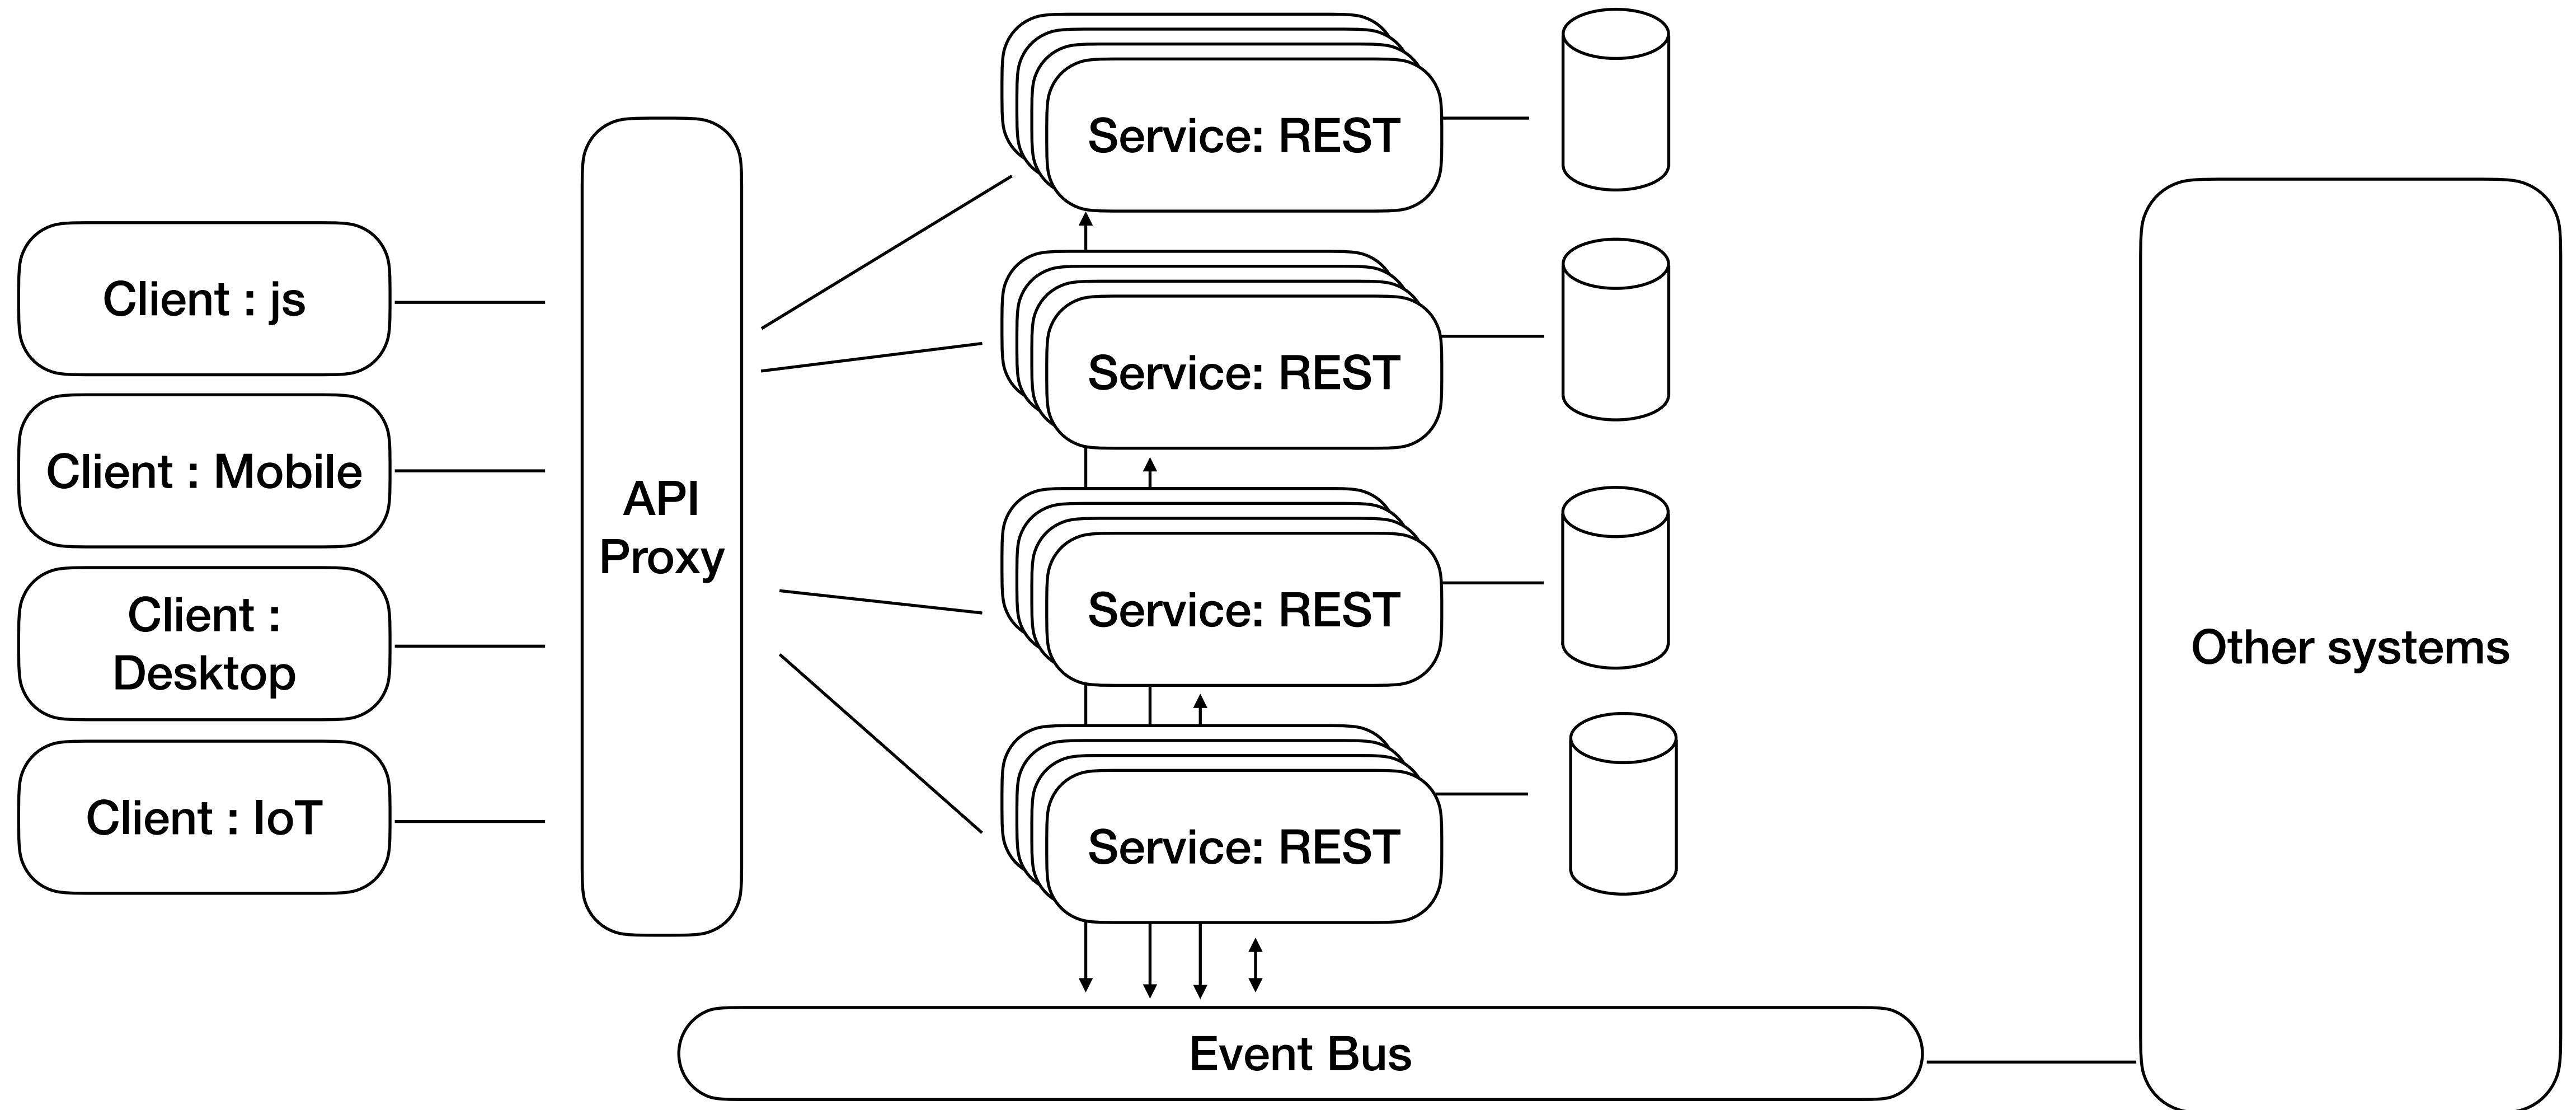 Client : js
Client : Mobile
Client :
Desktop
Client : IoT
API
Proxy
Service: REST
Service: REST
Service: REST
Service: REST
Event Bus
Other systems